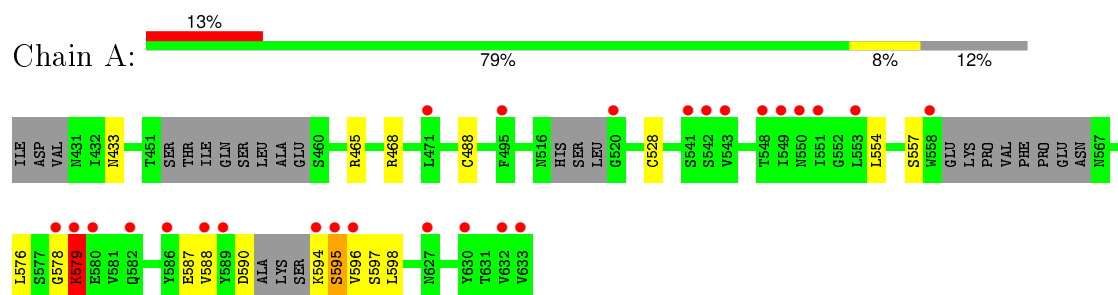 13%
Chain A:
79% 8% 12%
ILE ASP VAL N431 I432 N433 T451 SER THR ILE GLN SER LEU ALA GLU S460 R465 R468 L471 C488 F495 N516 HIS SER LEU G520 C528 S541 S542 V543 T548 I549 N550 I551 G552 L553 L554 S557 W558 GLU LYS PRO VAL PHE PRO GLU ASN N567
L576 S577 G578 K579 E580 V581 Q582 Y586 E587 V588 Y589 D590 ALA LYS SER K594 S595 V596 S597 L598 N627 Y630 T631 V632 V633